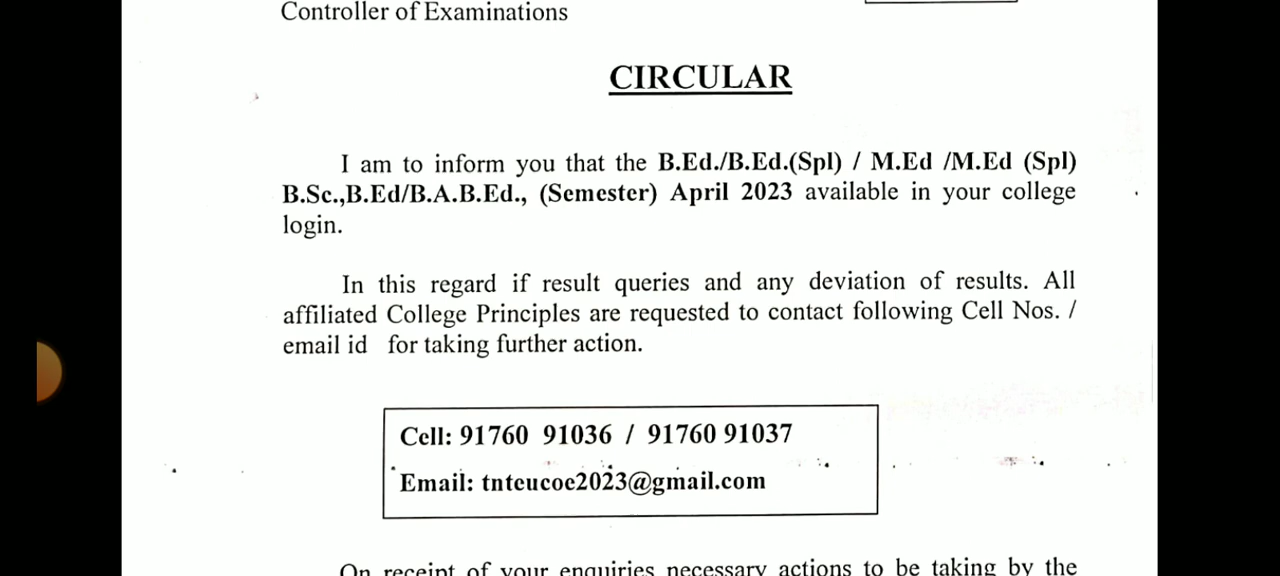 Controller of Examinations
CIRCULAR
I am to inform you that the B.Ed./B.Ed.(Spl) / M.Ed /M.Ed (Spl)
B.Sc.,B.Ed/B.A.B.Ed., (Semester) April 2023 available in your college
login.
In this regard if result queries and any deviation of results. All
affiliated College Principles are requested to contact following Cell Nos. /
email id for taking further action.
Cell: 91760 91036 / 91760 91037
Email: tnteucoe2023@gmail.com
On receipt of your enquiries necessary actions to be taking by the